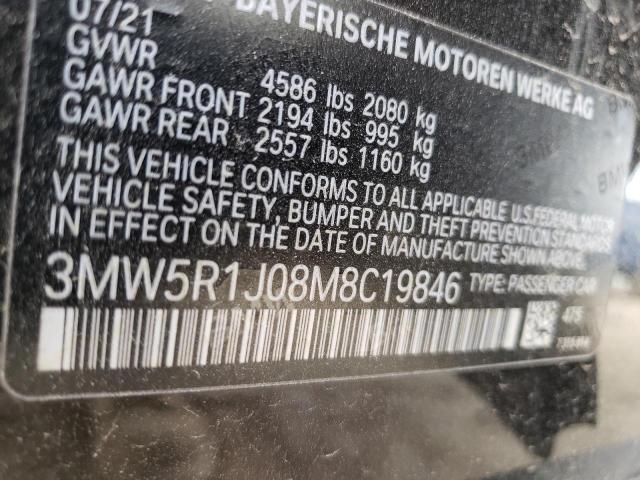 07/21 BAYERISCHE MOTOREN WERKE AG
GVWR 4586 lbs 2080 kg
GAWR FRONT 2194 lbs 995 kg
GAWR REAR 2557 lbs 1160 kg
THIS VEHICLE CONFORMS TO ALL APPLICABLE U.S. FEDERAL MOTOR
VEHICLE SAFETY, BUMPER AND THEFT PREVENTION STANDARDS
IN EFFECT ON THE DATE OF MANUFACTURE SHOWN ABOVE.
3MW5R1J08M8C19846 TYPE: PASSENGER CAR
475